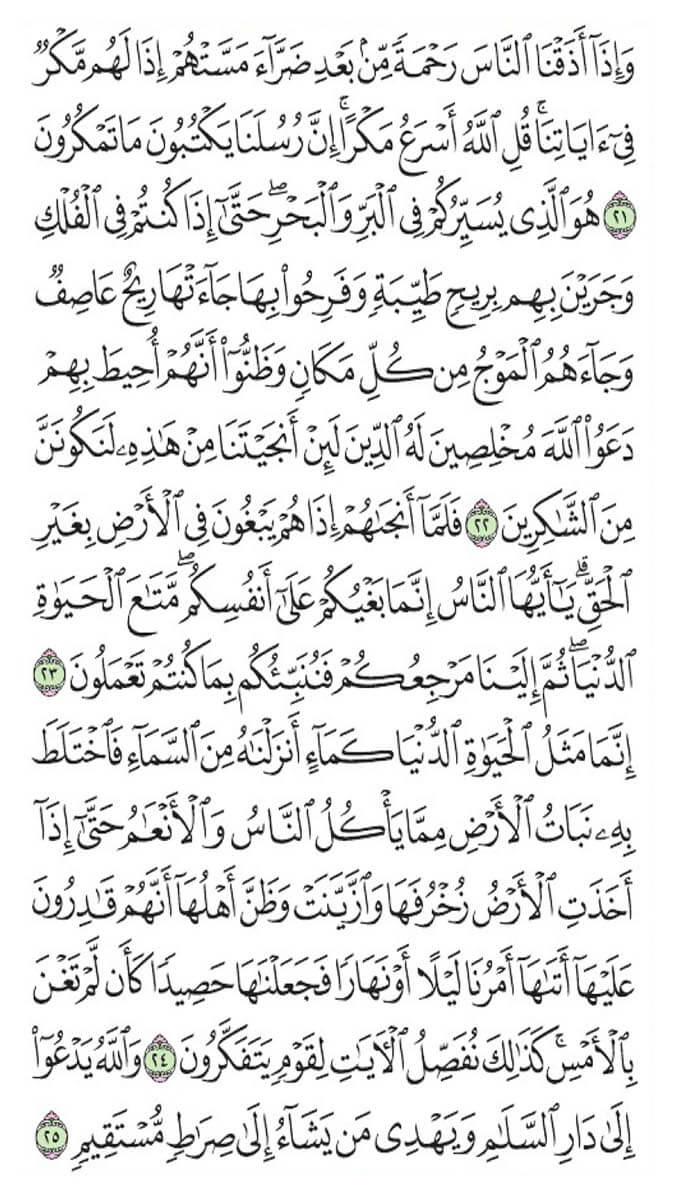 وَإِذَآ أَذَقْنَا ٱلنَّاسَ رَحْمَةً مِّنۢ بَعْدِ ضَرَّآءَ مَسَّتْهُمْ إِذَا لَهُم مَّكْرٌ
فِىٓ ءَايَاتِنَا ۚ قُلِ ٱللَّهُ أَسْرَعُ مَكْرًا ۚ إِنَّ رُسُلَنَا يَكْتُبُونَ مَا تَمْكُرُونَ
٢١ هُوَ ٱلَّذِى يُسَيِّرُكُمْ فِى ٱلْبَرِّ وَٱلْبَحْرِ ۖ حَتَّىٰٓ إِذَا كُنتُمْ فِى ٱلْفُلْكِ
وَجَرَيْنَ بِهِم بِرِيحٍ طَيِّبَةٍ وَفَرِحُوا۟ بِهَا جَآءَتْهَا رِيحٌ عَاصِفٌ
وَجَآءَهُمُ ٱلْمَوْجُ مِن كُلِّ مَكَانٍ وَظَنُّوٓا۟ أَنَّهُمْ أُحِيطَ بِهِمْ
دَعَوُا۟ ٱللَّهَ مُخْلِصِينَ لَهُ ٱلدِّينَ لَئِنْ أَنجَيْتَنَا مِنْ هَٰذِهِۦ لَنَكُونَنَّ
مِنَ ٱلشَّٰكِرِينَ ٢٢ فَلَمَّآ أَنجَىٰهُمْ إِذَا هُمْ يَبْغُونَ فِى ٱلْأَرْضِ بِغَيْرِ
ٱلْحَقِّ ۗ يَٰٓأَيُّهَا ٱلنَّاسُ إِنَّمَا بَغْيُكُمْ عَلَىٰٓ أَنفُسِكُم ۖ مَّتَٰعَ ٱلْحَيَوٰةِ
ٱلدُّنْيَا ۖ ثُمَّ إِلَيْنَا مَرْجِعُكُمْ فَنُنَبِّئُكُم بِمَا كُنتُمْ تَعْمَلُونَ ٢٣
إِنَّمَا مَثَلُ ٱلْحَيَوٰةِ ٱلدُّنْيَا كَمَآءٍ أَنزَلْنَٰهُ مِنَ ٱلسَّمَآءِ فَٱخْتَلَطَ
بِهِۦ نَبَاتُ ٱلْأَرْضِ مِمَّا يَأْكُلُ ٱلنَّاسُ وَٱلْأَنْعَٰمُ حَتَّىٰٓ إِذَآ
أَخَذَتِ ٱلْأَرْضُ زُخْرُفَهَا وَٱزَّيَّنَتْ وَظَنَّ أَهْلُهَآ أَنَّهُمْ قَٰدِرُونَ
عَلَيْهَآ أَتَىٰهَآ أَمْرُنَا لَيْلًا أَوْ نَهَارًا فَجَعَلْنَٰهَا حَصِيدًا كَأَن لَّمْ تَغْنَ
بِٱلْأَمْسِ ۚ كَذَٰلِكَ نُفَصِّلُ ٱلْءَايَٰتِ لِقَوْمٍ يَتَفَكَّرُونَ ٢٤ وَٱللَّهُ يَدْعُوٓا۟
إِلَىٰ دَارِ ٱلسَّلَٰمِ وَيَهْدِى مَن يَشَآءُ إِلَىٰ صِرَٰطٍ مُّسْتَقِيمٍ ٢٥